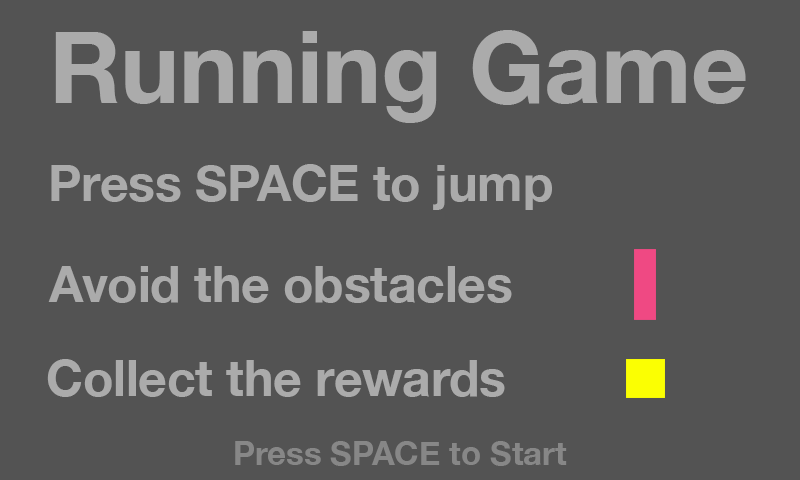 Running Game
Press SPACE to jump
Avoid the obstacles
Collect the rewards
Press SPACE to Start